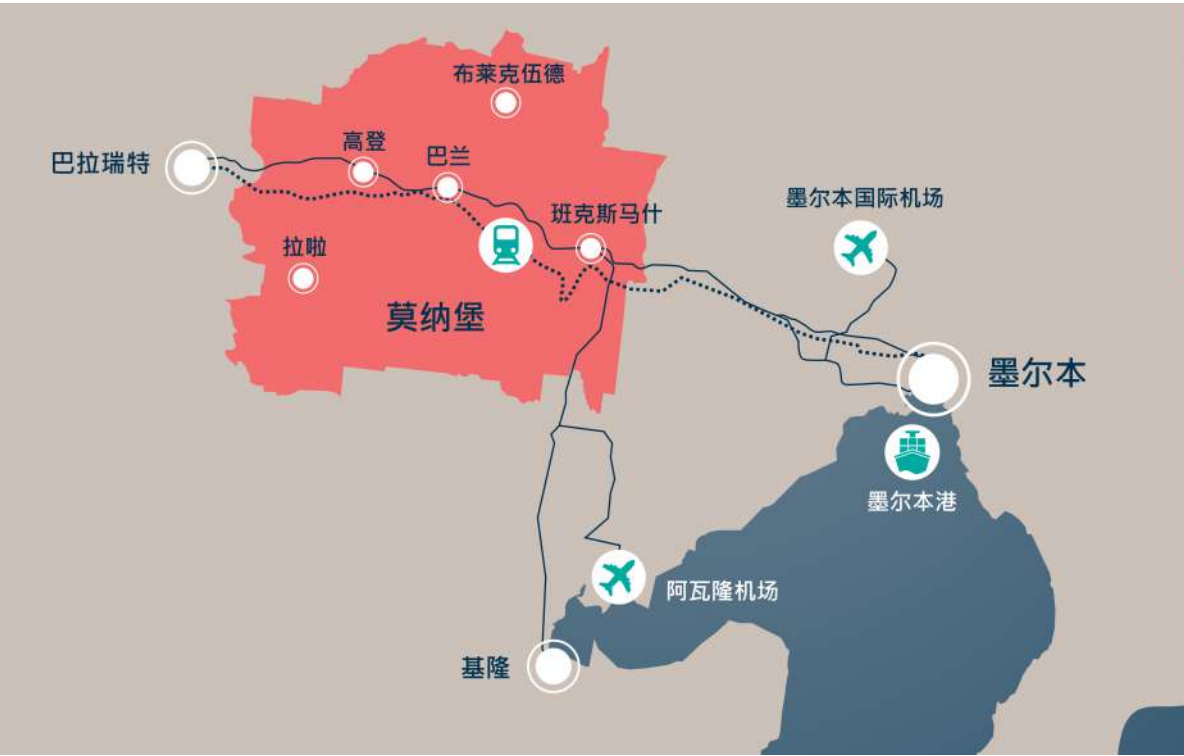 布莱克伍德
高登
巴兰
巴拉瑞特
墨尔本国际机场
班克斯马什
拉啦
莫纳堡
墨尔本
墨尔本港
阿瓦隆机场
基隆